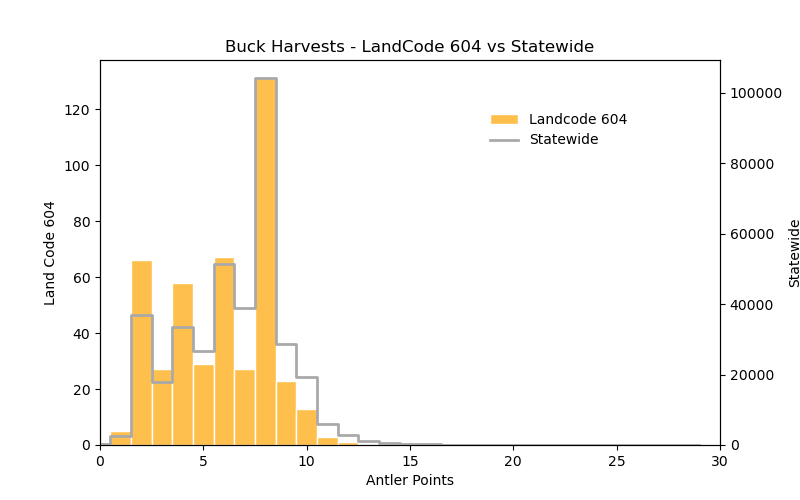 Buck Harvests - LandCode 604 vs Statewide
Landcode 604
Statewide
Land Code 604
120
100
80
60
40
20
0
100000
80000
60000
40000
20000
0
Statewide
0 5 10 15 20 25 30
Antler Points